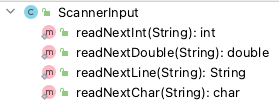 ScannerInput
readNextInt(String): int
readNextDouble(String): double
readNextLine(String): String
readNextChar(String): char